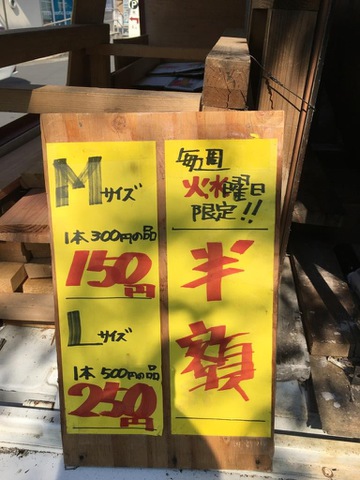 Mサイズ
1本300円の品
150円
Lサイズ
1本500円の品
250円
毎週
火.水曜日
限定!!
半額